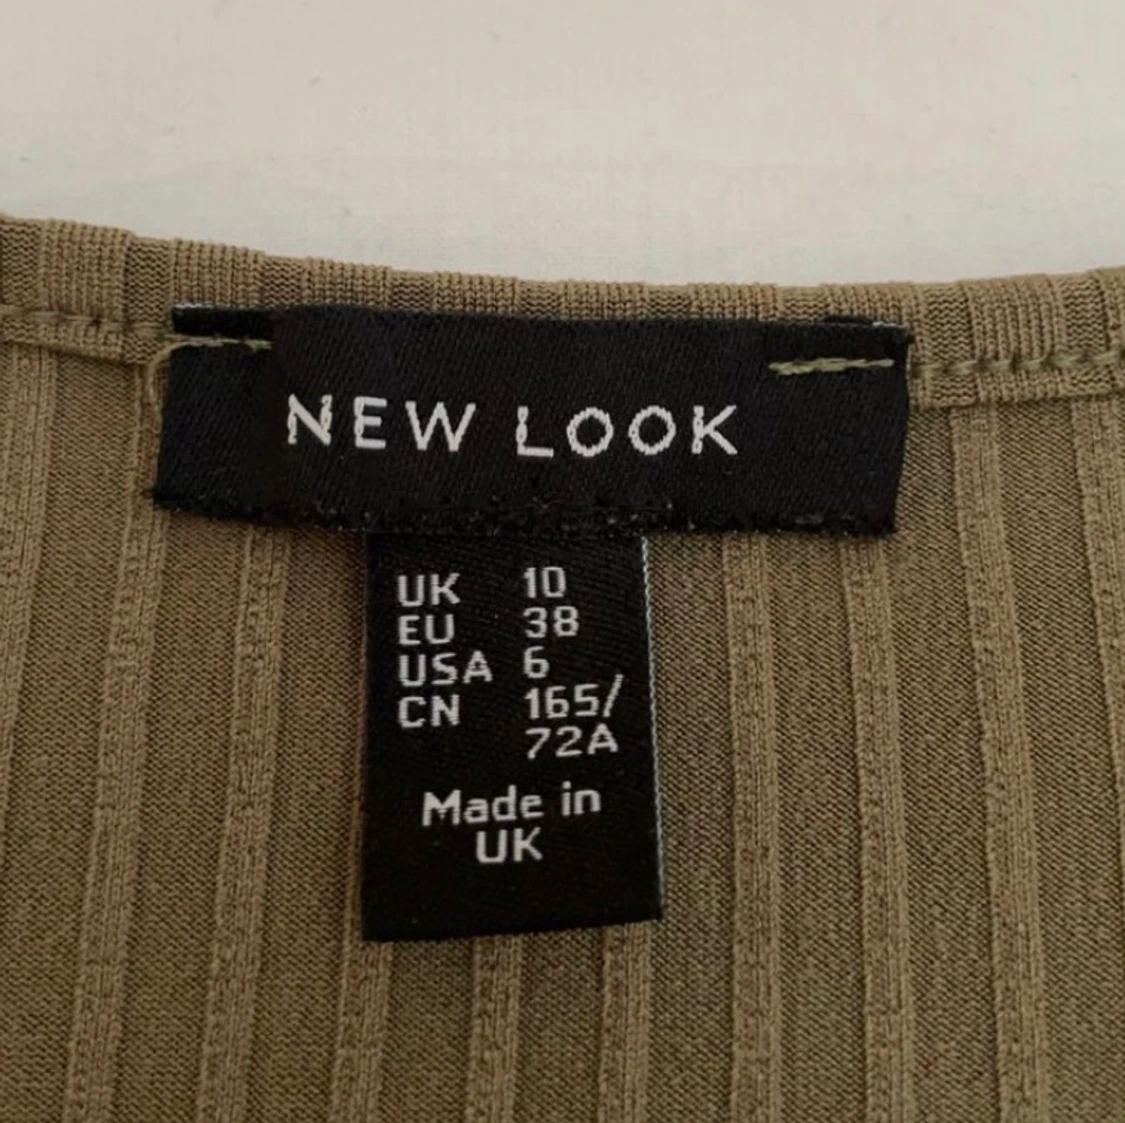 NEW LOOK
UK 10
EU 38
USA 6
CN 165/
72A
Made in
UK